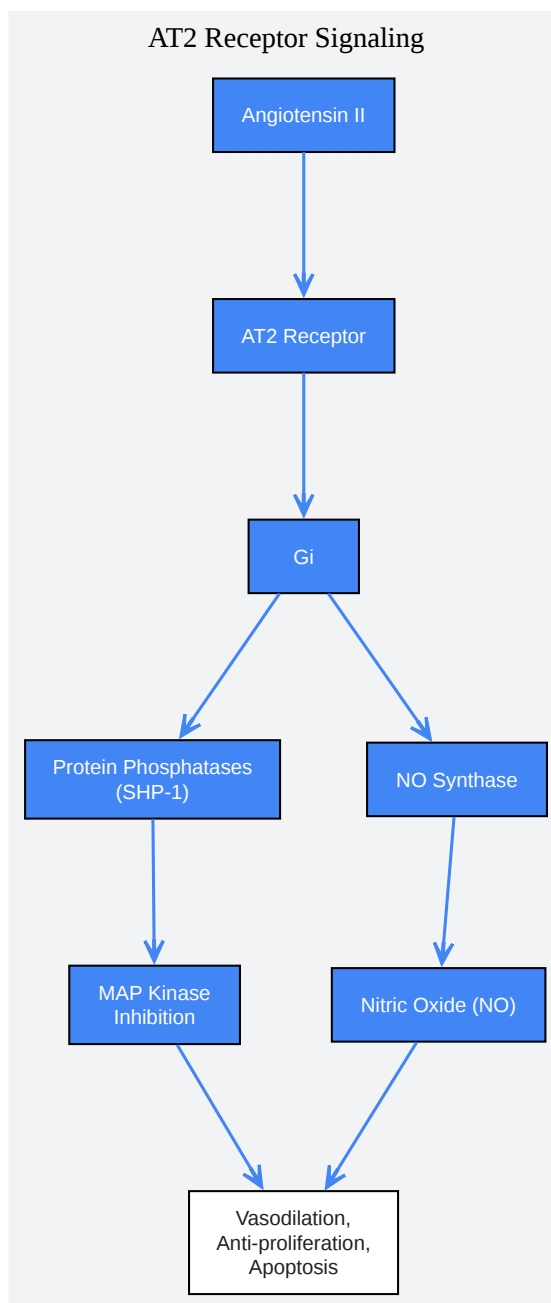 AT2 Receptor Signaling
Angiotensin II
AT2 Receptor
Gi
Protein Phosphatases
(SHP-1)
NO Synthase
MAP Kinase
Inhibition
Nitric Oxide (NO)
Vasodilation,
Anti-proliferation,
Apoptosis